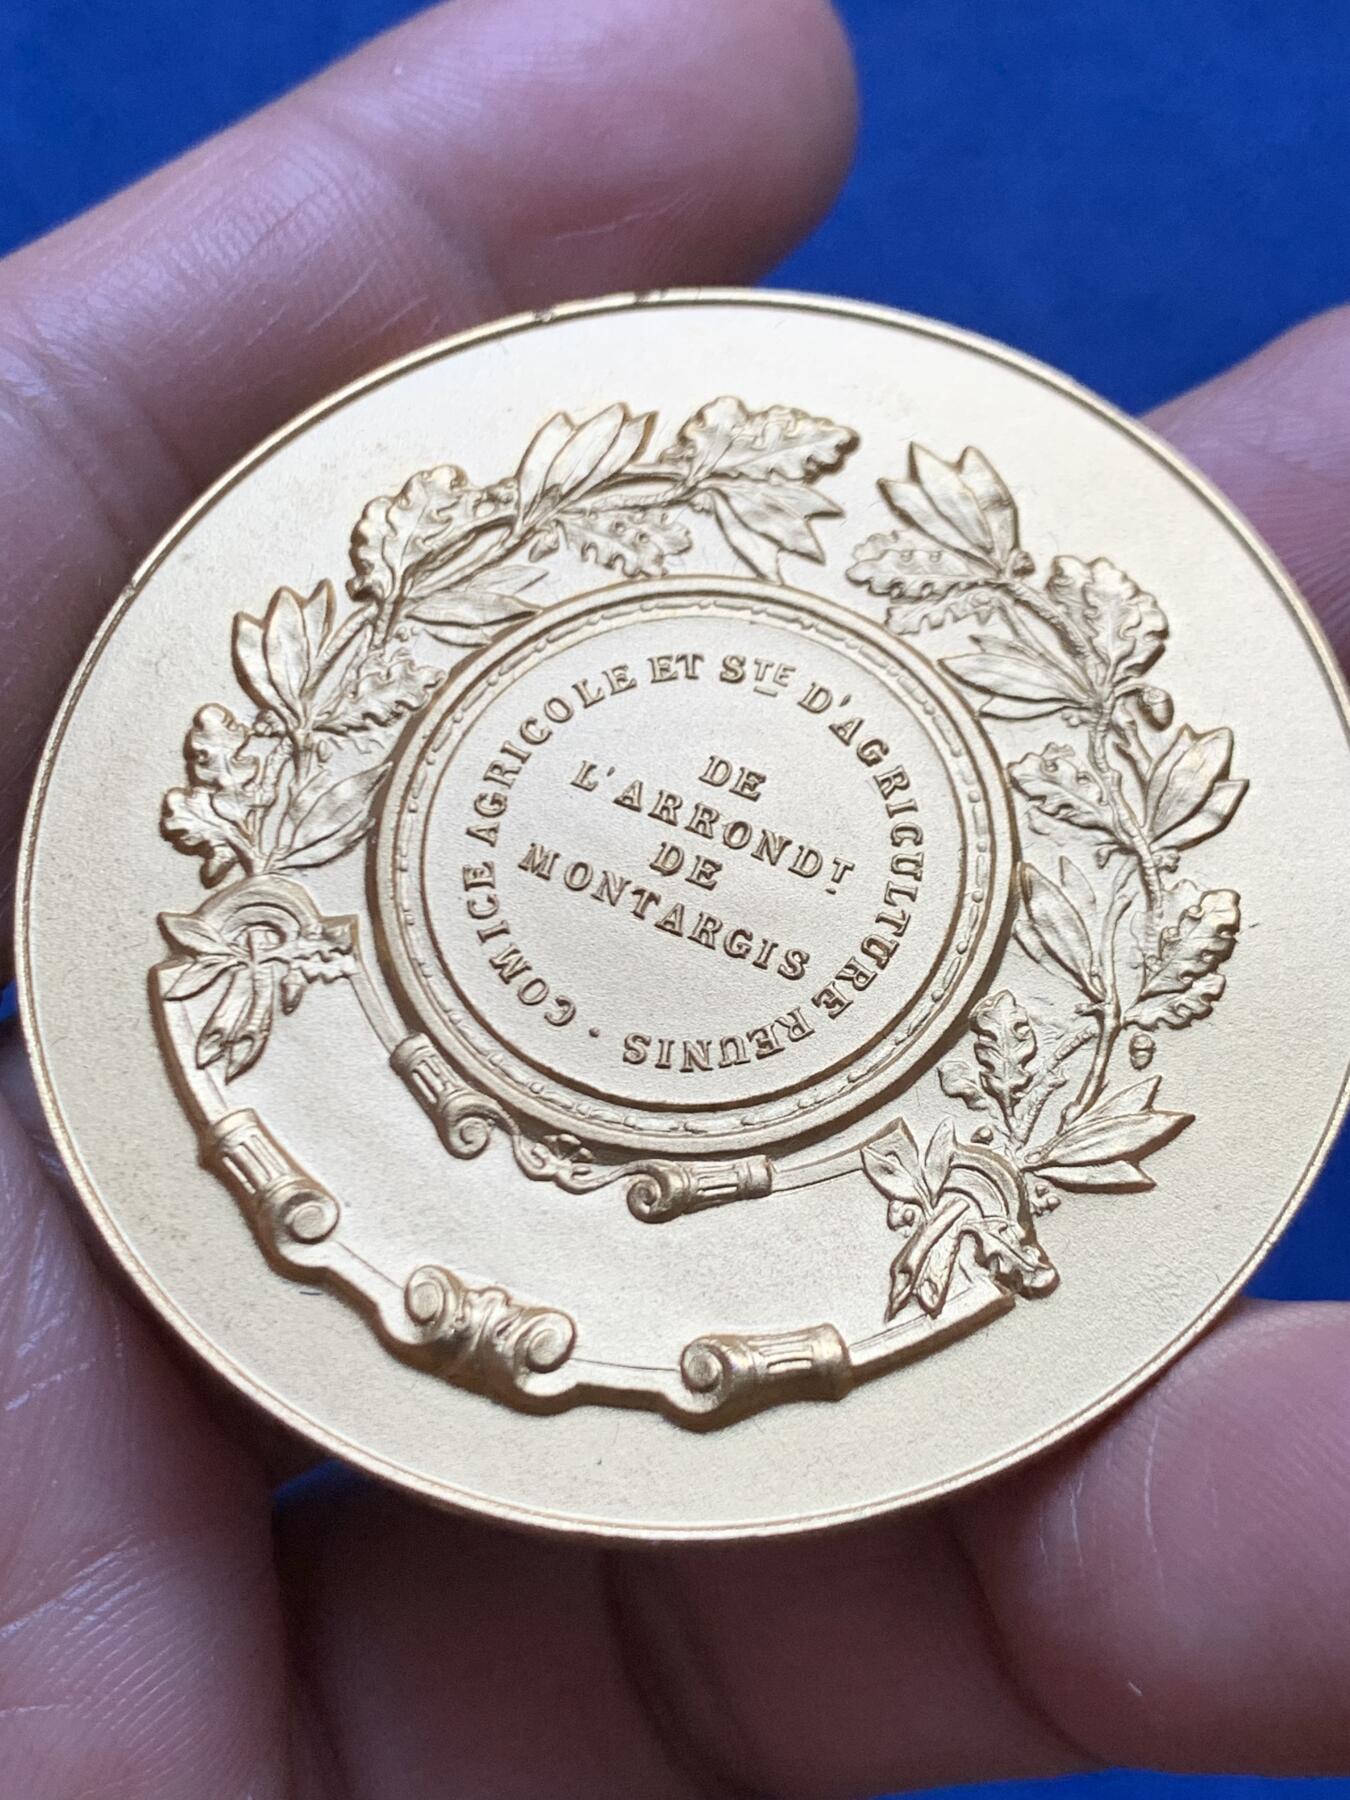 COMICE AGRICOLE ET STE D'AGRICULTURE REUNIS ·
DE
L'ARRONDT
DE
MONTARGIS